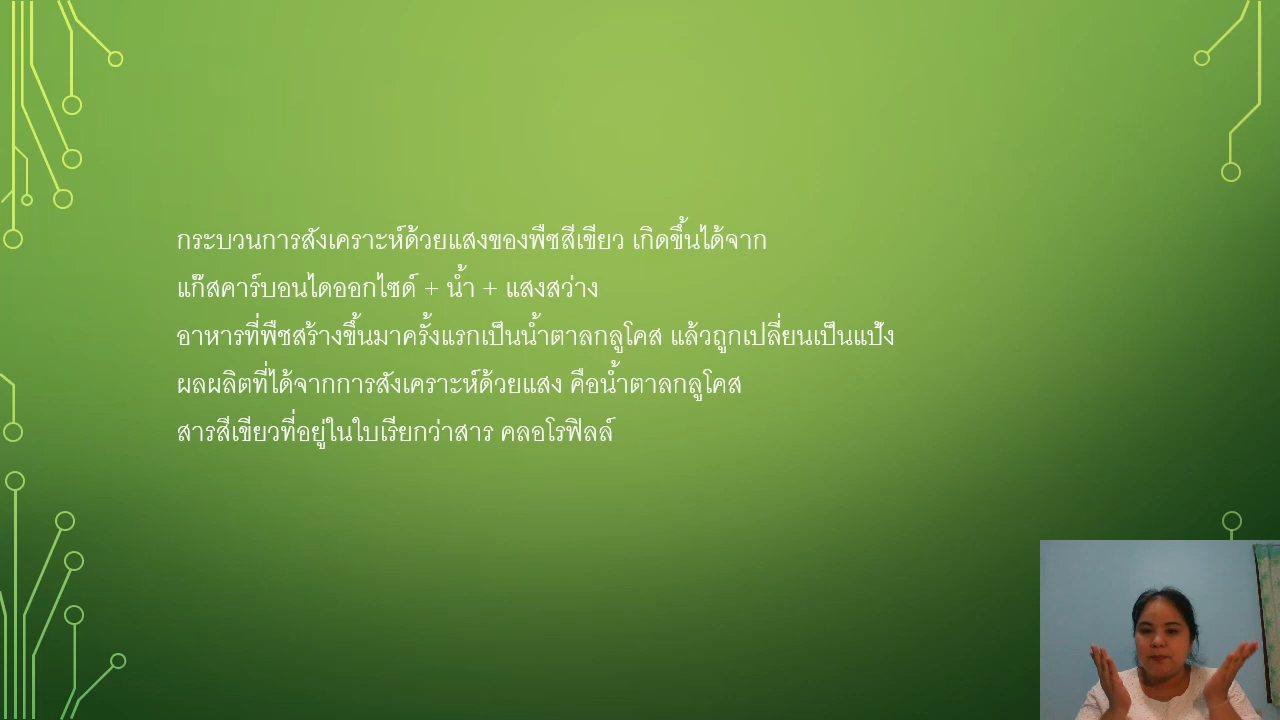 กระบวนการสังเคราะห์ด้วยแสงของพืชสีเขียว เกิดขึ้นได้จาก
แก๊สคาร์บอนไดออกไซด์ + น้ำ + แสงสว่าง
อาหารที่พืชสร้างขึ้นมาครั้งแรกเป็นน้ำตาลกลูโคส แล้วถูกเปลี่ยนเป็นแป้ง
ผลผลิตที่ได้จากการสังเคราะห์ด้วยแสง คือน้ำตาลกลูโคส
สารสีเขียวที่อยู่ในใบเรียกว่าสาร คลอโรฟิลล์